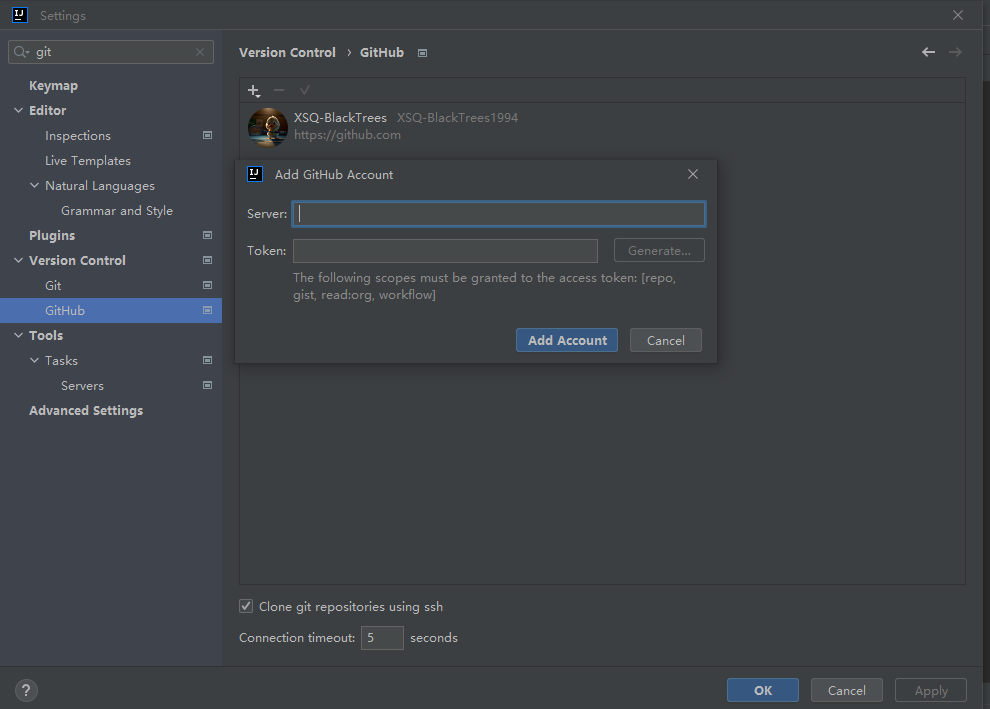 Settings
git
Version Control › GitHub
Keymap
Editor
Inspections
Live Templates
Natural Languages
Grammar and Style
Plugins
Version Control
Git
GitHub
Tools
Tasks
Servers
Advanced Settings
XSQ-BlackTrees XSQ-BlackTrees1994
https://github.com
Add GitHub Account
Server:
Token: Generate...
The following scopes must be granted to the access token: [repo,
gist, read:org, workflow]
Add Account Cancel
Clone git repositories using ssh
Connection timeout: 5 seconds
? OK Cancel Apply